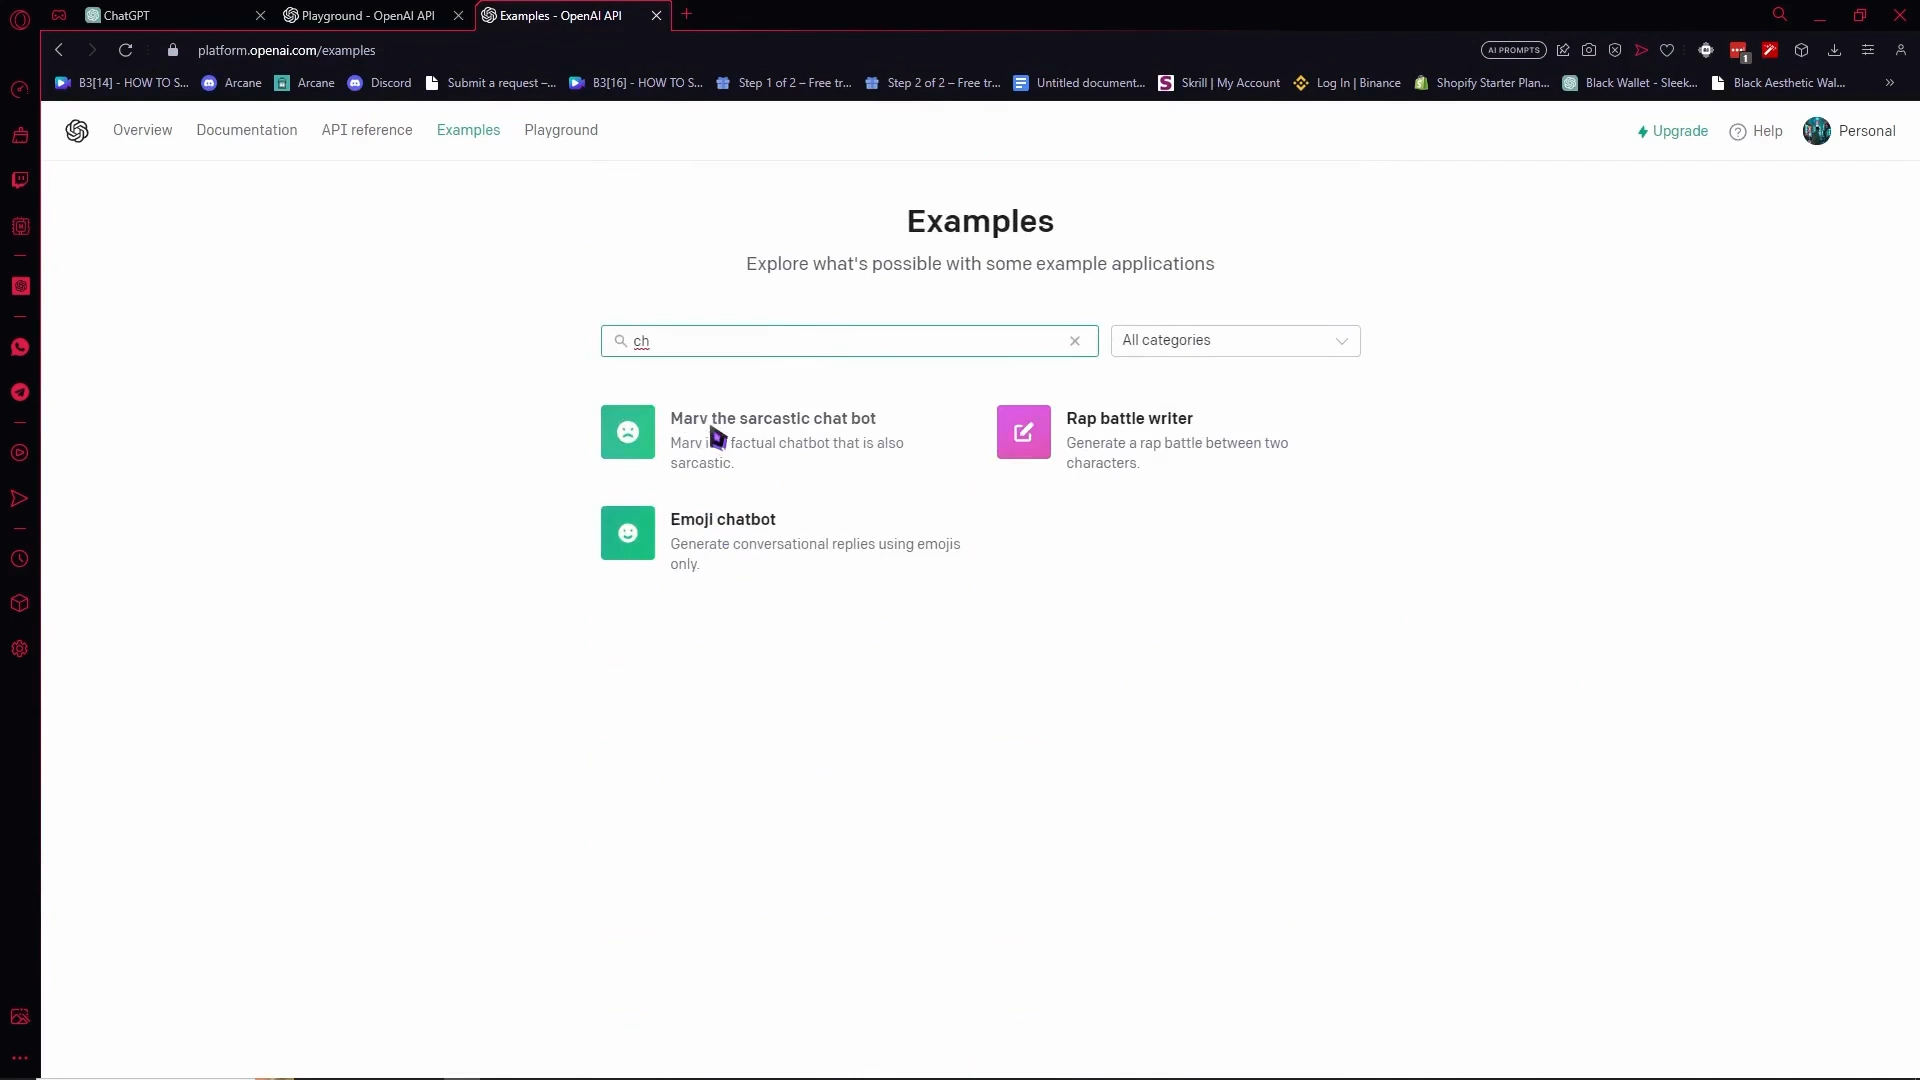 ChatGPT
Playground - OpenAI API
Examples - OpenAI API
platform.openai.com/examples
AI PROMPTS
1
B3[14] - HOW TO S...
Arcane
Arcane
Discord
Submit a request –...
B3[16] - HOW TO S...
Step 1 of 2 – Free tr...
Step 2 of 2 – Free tr...
Untitled document...
Skrill | My Account
Log In | Binance
Shopify Starter Plan...
Black Wallet - Sleek...
Black Aesthetic Wal...
Overview
Documentation
API reference
Examples
Playground
Upgrade
Help
Personal
Examples
Explore what's possible with some example applications
ch
All categories
Marv the sarcastic chat bot
Marv factual chatbot that is also
sarcastic.
Rap battle writer
Generate a rap battle between two
characters.
Emoji chatbot
Generate conversational replies using emojis
only.